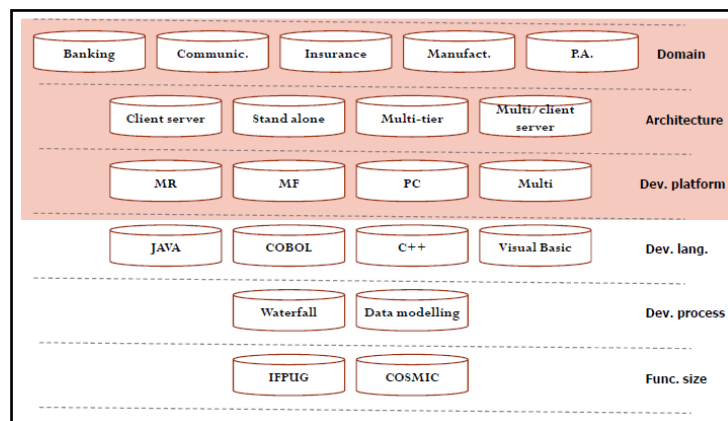 Banking Communic. Insurance Manufact. P.A. Domain
Client server Stand alone Multi-tier Multi/client server Architecture
MR MF PC Multi Dev. platform
JAVA COBOL C++ Visual Basic Dev. lang.
Waterfall Data modelling Dev. process
IFPUG COSMIC Func. size